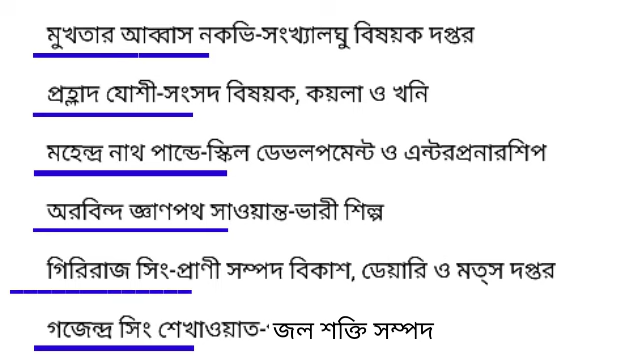 মুখতার আব্বাস নকভি-সংখ্যালঘু বিষয়ক দপ্তর
প্রহ্লাদ যোশী-সংসদ বিষয়ক, কয়লা ও খনি
মহেন্দ্র নাথ পান্ডে-স্কিল ডেভলপমেন্ট ও এন্টরপ্রনারশিপ
অরবিন্দ জ্ঞাণপথ সাওয়ান্ত-ভারী শিল্প
গিরিরাজ সিং-প্রাণী সম্পদ বিকাশ, ডেয়ারি ও মত্স দপ্তর
গজেন্দ্র সিং শেখাওয়াত- জল শক্তি সম্পদ